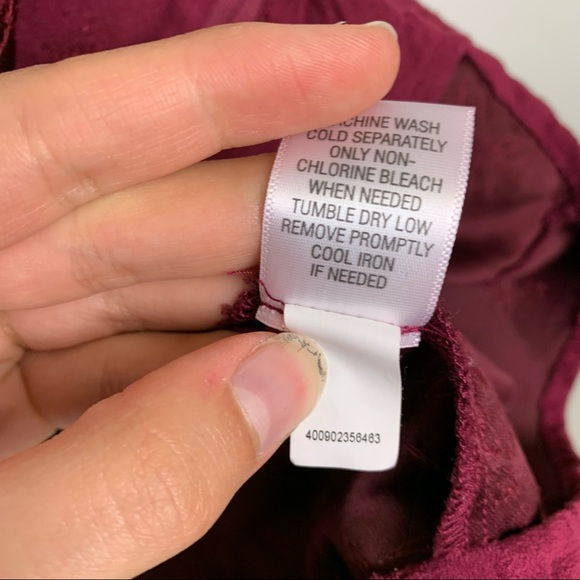 MACHINE WASH
COLD SEPARATELY
ONLY NON-
CHLORINE BLEACH
WHEN NEEDED
TUMBLE DRY LOW
REMOVE PROMPTLY
COOL IRON
IF NEEDED
400902356463